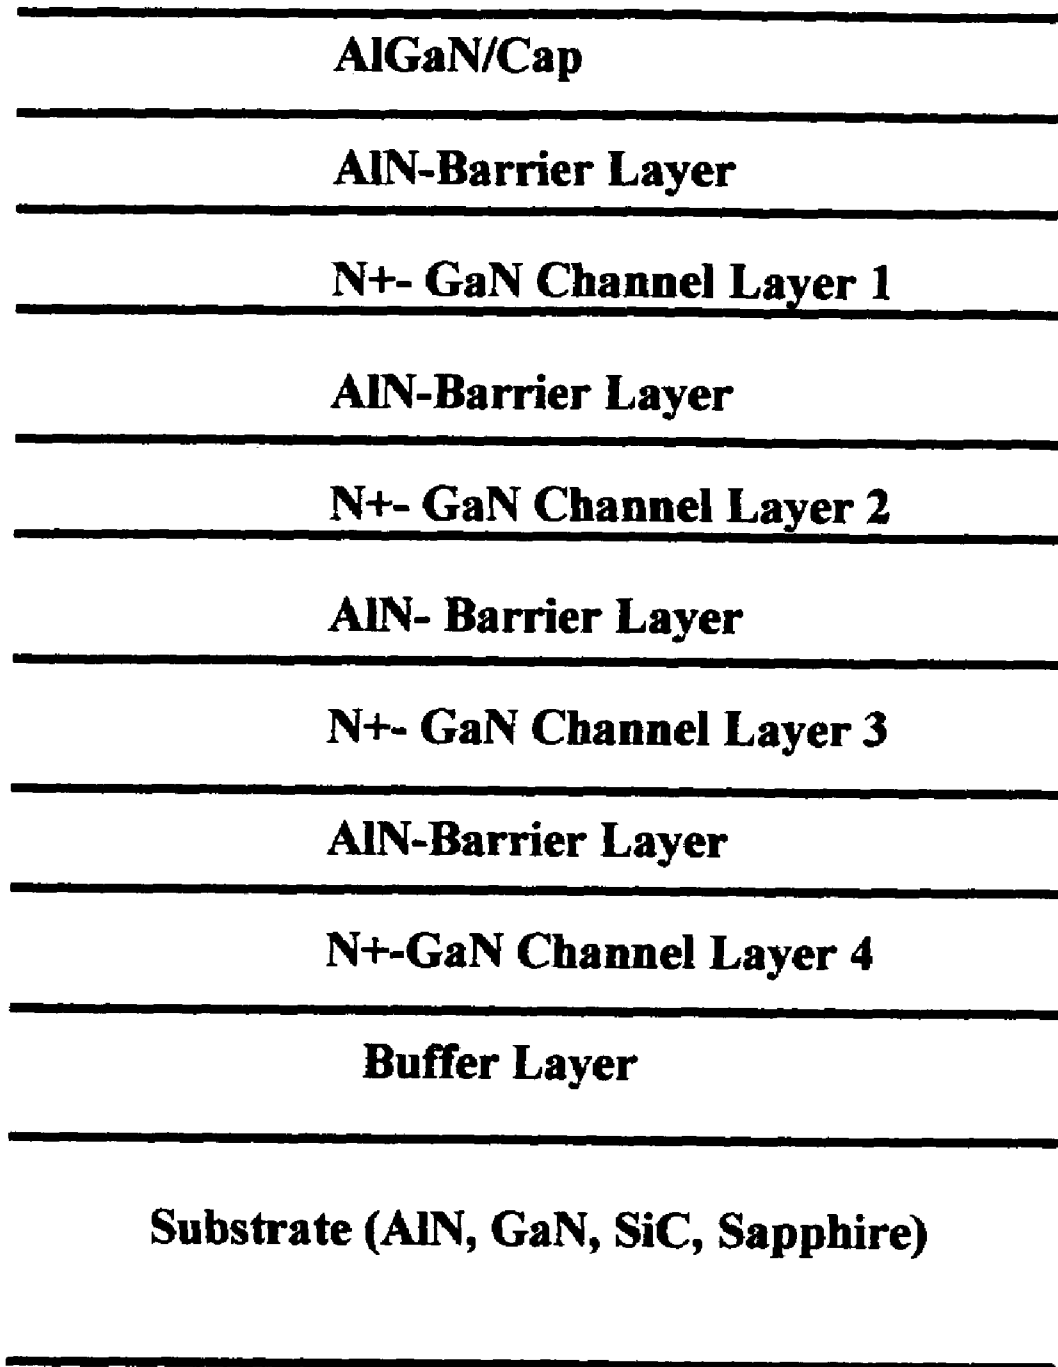 AlGaN/Cap
AlN-Barrier Layer
N+- GaN Channel Layer 1
AlN-Barrier Layer
N+- GaN Channel Layer 2
AlN- Barrier Layer
N+- GaN Channel Layer 3
AlN-Barrier Layer
N+-GaN Channel Layer 4
Buffer Layer
Substrate (AlN, GaN, SiC, Sapphire)